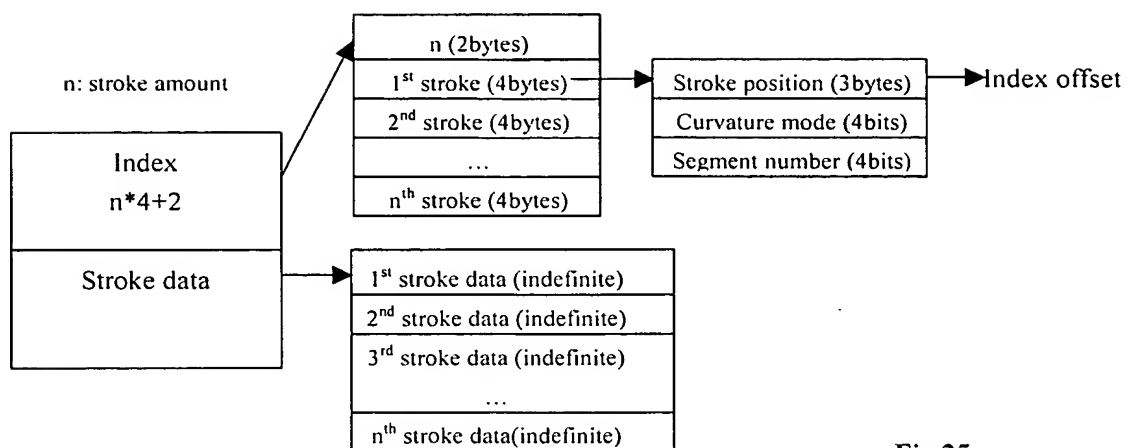 n: stroke amount
Index
n*4+2
Stroke data
n (2bytes)
1st stroke (4bytes)
2nd stroke (4bytes)
...
nth stroke (4bytes)
Stroke position (3bytes)
Curvature mode (4bits)
Segment number (4bits)
Index offset
1st stroke data (indefinite)
2nd stroke data (indefinite)
3rd stroke data (indefinite)
...
nth stroke data(indefinite)